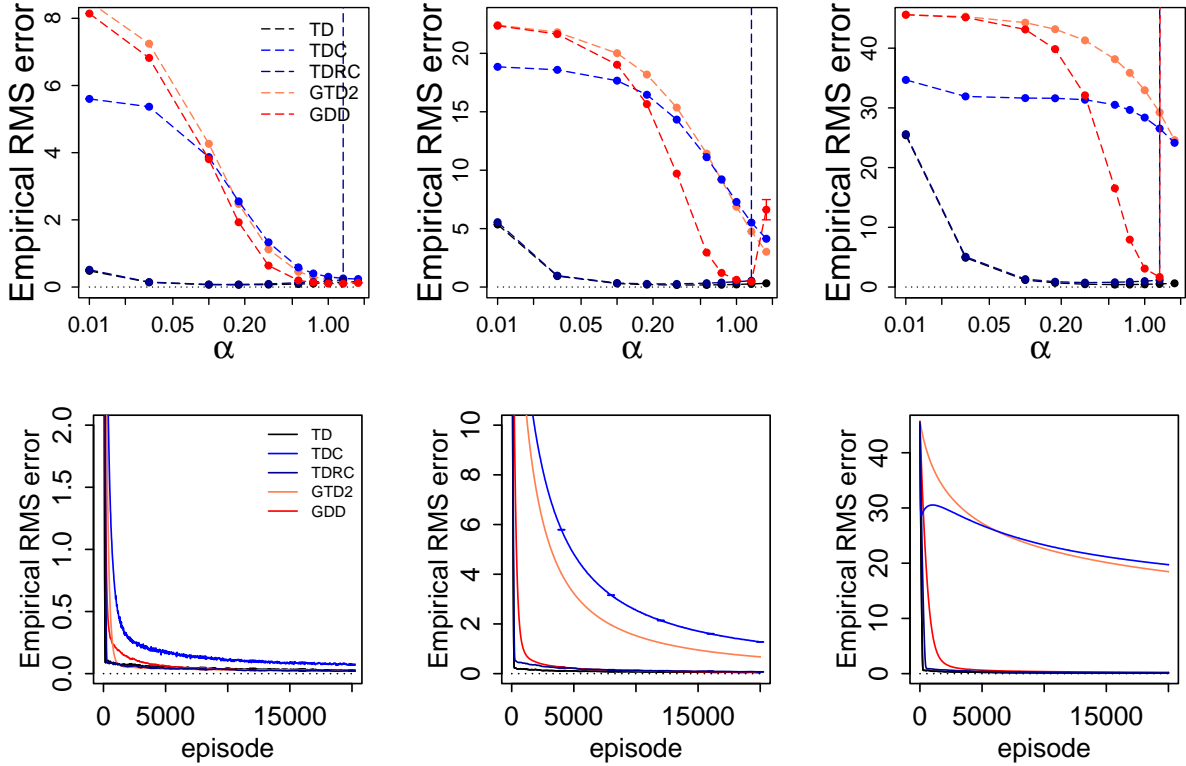 Empirical RMS error
0 2 4 6 8
0.01 0.05 0.20 1.00
α
TD
TDC
TDRC
GTD2
GDD
Empirical RMS error
0 5 10 15 20
0.01 0.05 0.20 1.00
α
Empirical RMS error
0 10 20 30 40
0.01 0.05 0.20 1.00
α
Empirical RMS error
0.0 0.5 1.0 1.5 2.0
0 5000 15000
episode
TD
TDC
TDRC
GTD2
GDD
Empirical RMS error
0 2 4 6 8 10
0 5000 15000
episode
Empirical RMS error
0 10 20 30 40
0 5000 15000
episode